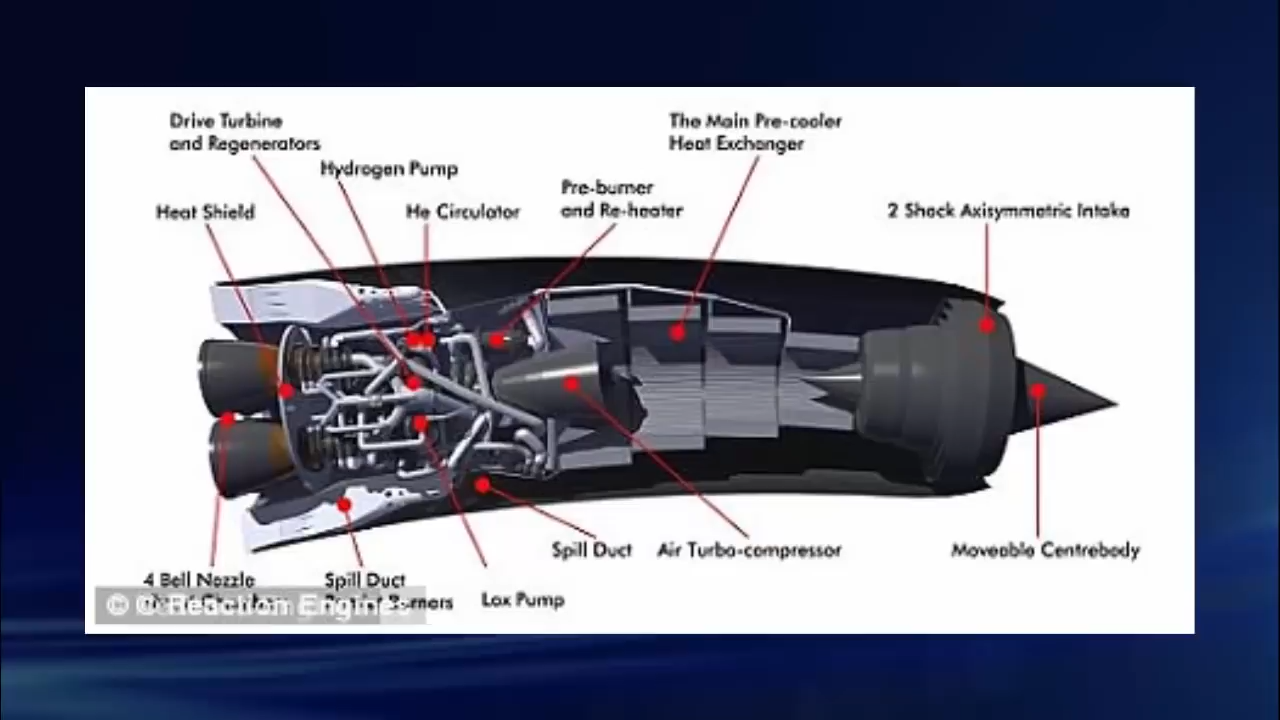 Drive Turbine
and Regenerators
The Main Pre-cooler
Heat Exchanger
Hydrogen Pump
Pre-burner
and Re-heater
Heat Shield
He Circulator
2 Shock Axisymmetric Intake
Spill Duct
Air Turbo-compressor
Moveable Centrebody
4 Bell Nozzle
Spill Duct
Burners
Lox Pump
© Reaction Engines